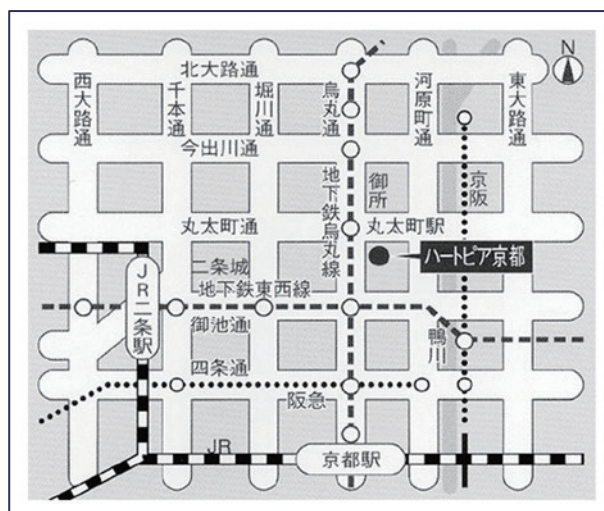 N
北大路通
西大路通
千本通
堀川通
烏丸通
河原町通
東大路通
今出川通
地下鉄烏丸線
御所
京阪
丸太町通
丸太町駅
ハートピア京都
二条城
地下鉄東西線
JR二条駅
御池通
鴨川
四条通
阪急
JR
京都駅